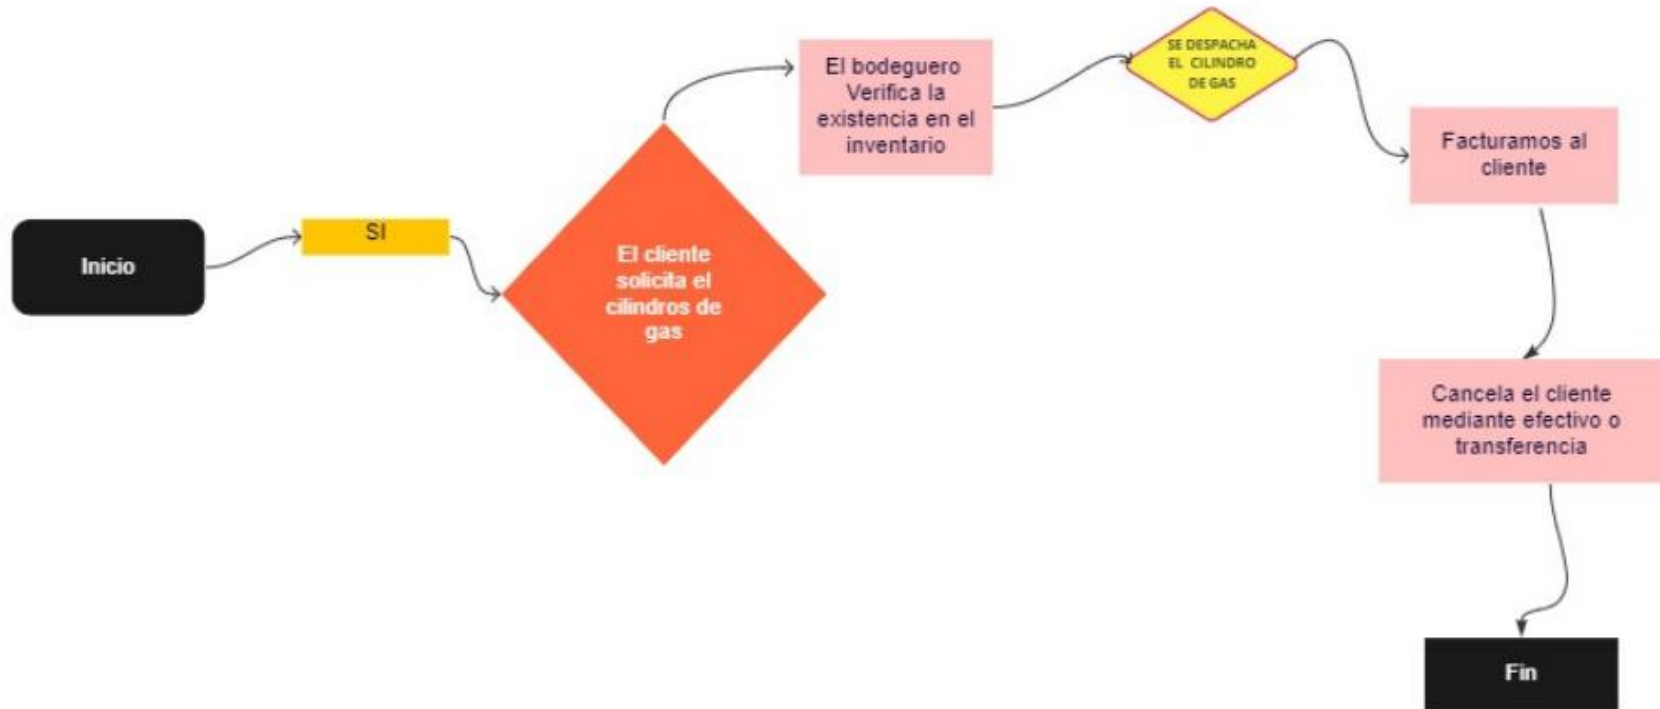 Inicio
SI
El cliente
solicita el
cilindros de
gas
El bodeguero
Verifica la
existencia en el
inventario
SE DESPACHA
EL CILINDRO
DE GAS
Facturamos al
cliente
Cancela el cliente
mediante efectivo o
transferencia
Fin